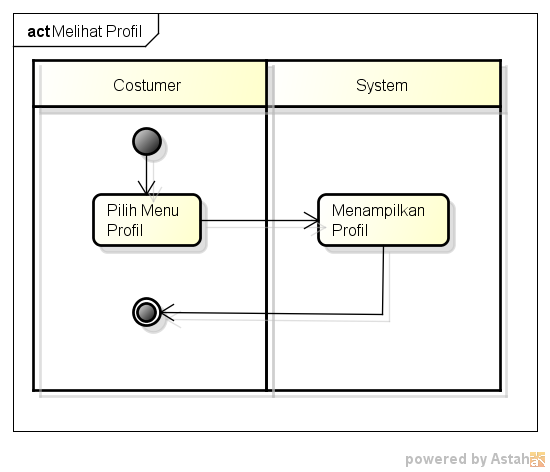 act Melihat Profil
Costumer
System
Pilih Menu
Profil
Menampilkan
Profil
powered by Astah